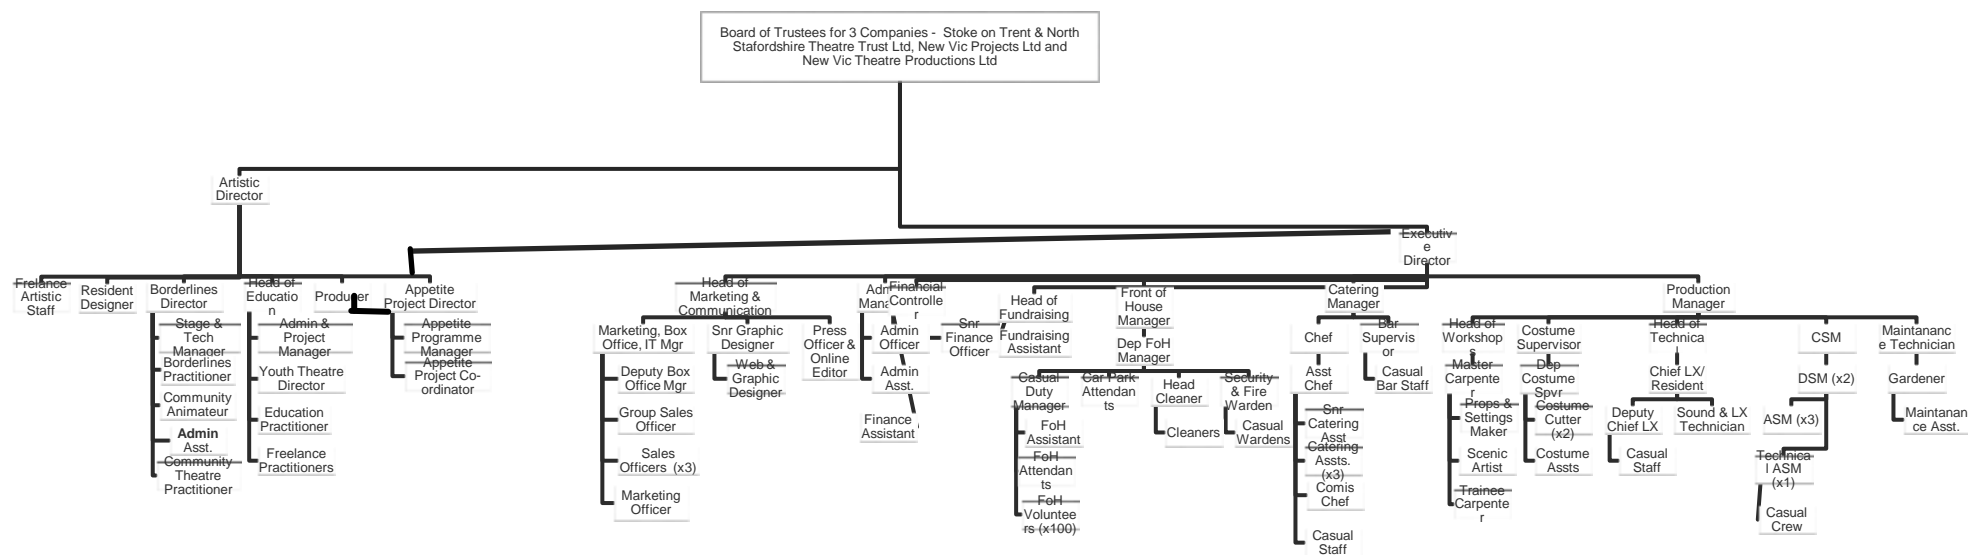 Board of Trustees for 3 Companies -  Stoke on Trent & North
Stafordshire Theatre Trust Ltd, New Vic Projects Ltd and
New Vic Theatre Productions Ltd
Artistic
Director
Executiv
e
Director
Frelance
Artistic
Staff
Resident
Designer
Borderlines
Director
Stage &
Tech
Manager
Borderlines
Practitioner
Community
Animateur
Admin
Asst.
Community
Theatre
Practitioner
Head of
Educatio
n
Admin &
Project
Manager
Youth Theatre
Director
Education
Practitioner
Freelance
Practitioners
Producer
Appetite
Project Director
Appetite
Programme
Manager
Appetite
Project Co-
ordinator
Head of
Marketing &
Communication
Marketing, Box
Office, IT Mgr
Deputy Box
Office Mgr
Group Sales
Officer
Sales
Officers (x3)
Marketing
Officer
Snr Graphic
Designer
Web &
Graphic
Designer
Press
Officer &
Online
Editor
Admin
Officer
Admin
Asst.
Financial
Controlle
r
Snr
Finance
Officer
Finance
Assistant
Head of
Fundraising
Fundraising
Assistant
Front of
House
Manager
Dep FoH
Manager
Casual
Duty
Manager
FoH
Assistant
FoH
Attendan
ts
FoH
Voluntee
rs (x100)
Car Park
Attendan
ts
Head
Cleaner
Cleaners
Security
& Fire
Warden
Casual
Wardens
Catering
Manager
Chef
Asst
Chef
Snr
Catering
Asst
Catering
Assts.
(x3)
Comis
Chef
Casual
Staff
Bar
Supervis
or
Casual
Bar Staff
Production
Manager
Head of
Workshop
s
Master
Carpente
r
Props &
Settings
Maker
Scenic
Artist
Trainee
Carpente
r
Costume
Supervisor
Dep
Costume
Spvr
Costume
Cutter
(x2)
Costume
Assts
Head of
Technica
l
Chief LX/
Resident
Deputy
Chief LX
Casual
Staff
Sound & LX
Technician
CSM
DSM (x2)
ASM (x3)
Technica
l ASM
(x1)
Casual
Crew
Maintananc
e Technician
Gardener
Maintanan
ce Asst.